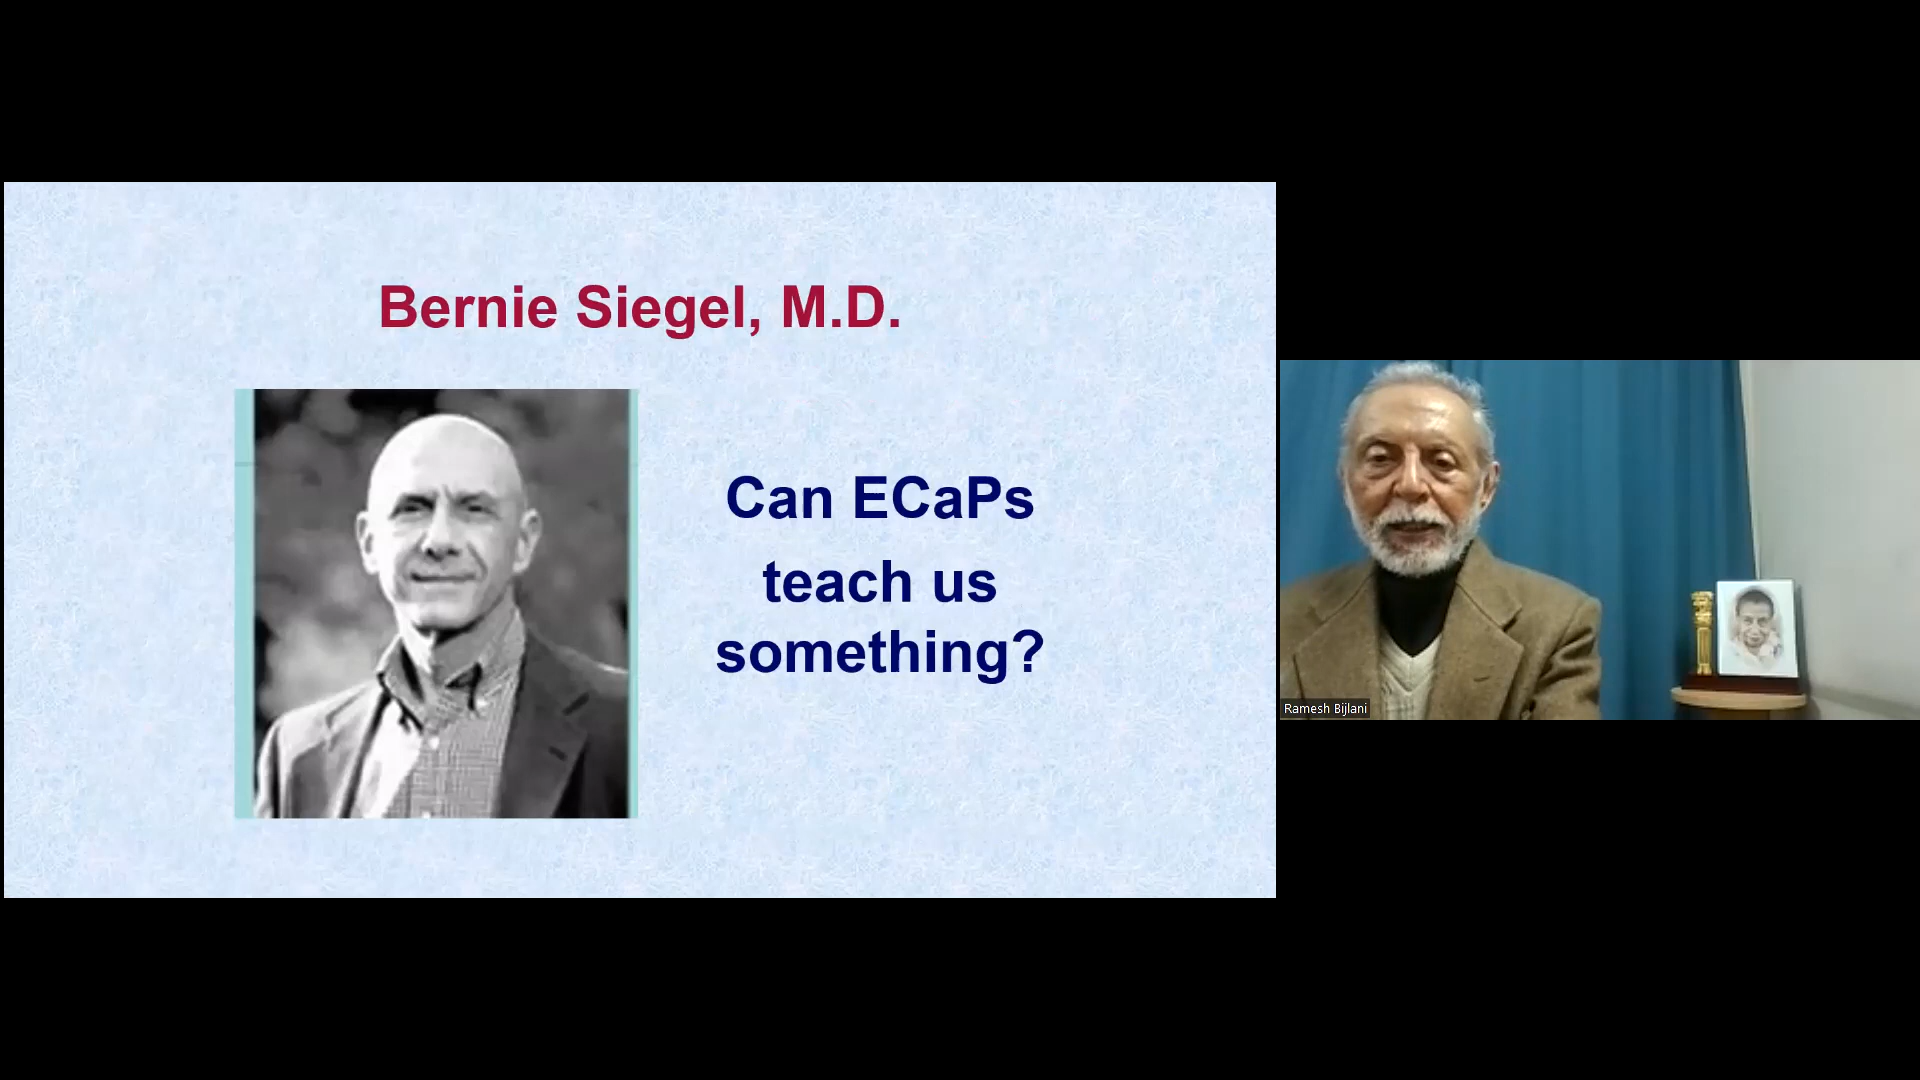 Bernie Siegel, M.D.
Can ECaPs
teach us
something?
Ramesh Bijlani